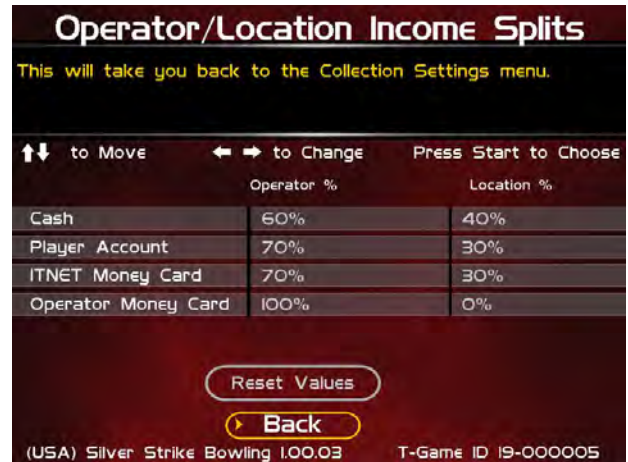 Operator/Location Income Splits
This will take you back to the Collection Settings menu.
to Move to Change Press Start to Choose
Operator % Location %
Cash 60% 40%
Player Account 70% 30%
ITNET Money Card 70% 30%
Operator Money Card 100% 0%
Reset Values
Back
(USA) Silver Strike Bowling 1.00.03 T-Game ID 19-000005